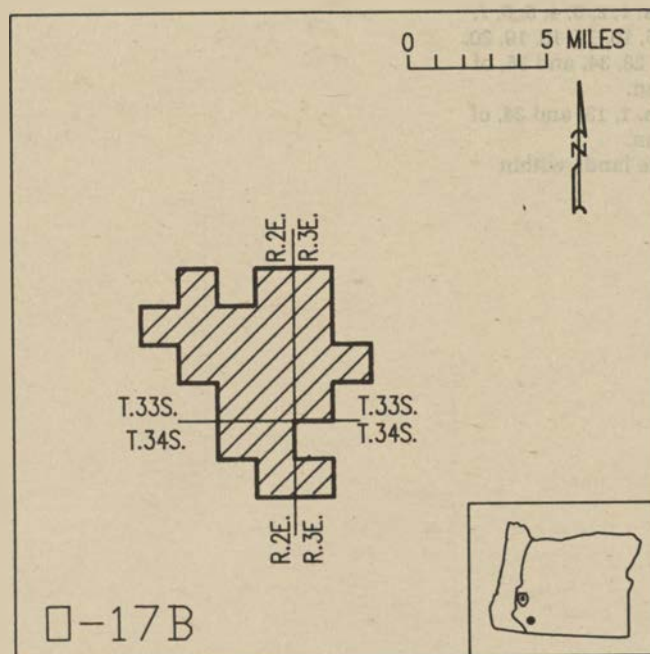 0 5 MILES
N
R.2E. R.3E.
T.33S. T.33S.
T.34S. T.34S.
R.2E. R.3E.
O-17B